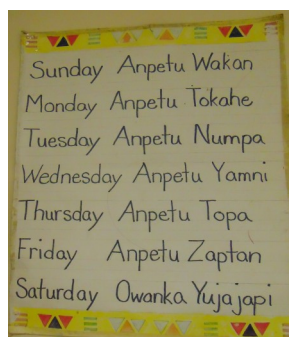 Sunday Anpetu Wakan
Monday Anpetu Tokahe
Tuesday Anpetu Numpa
Wednesday Anpetu Yamni
Thursday Anpetu Topa
Friday Anpetu Zaptan
Saturday Owanka Yujajapi